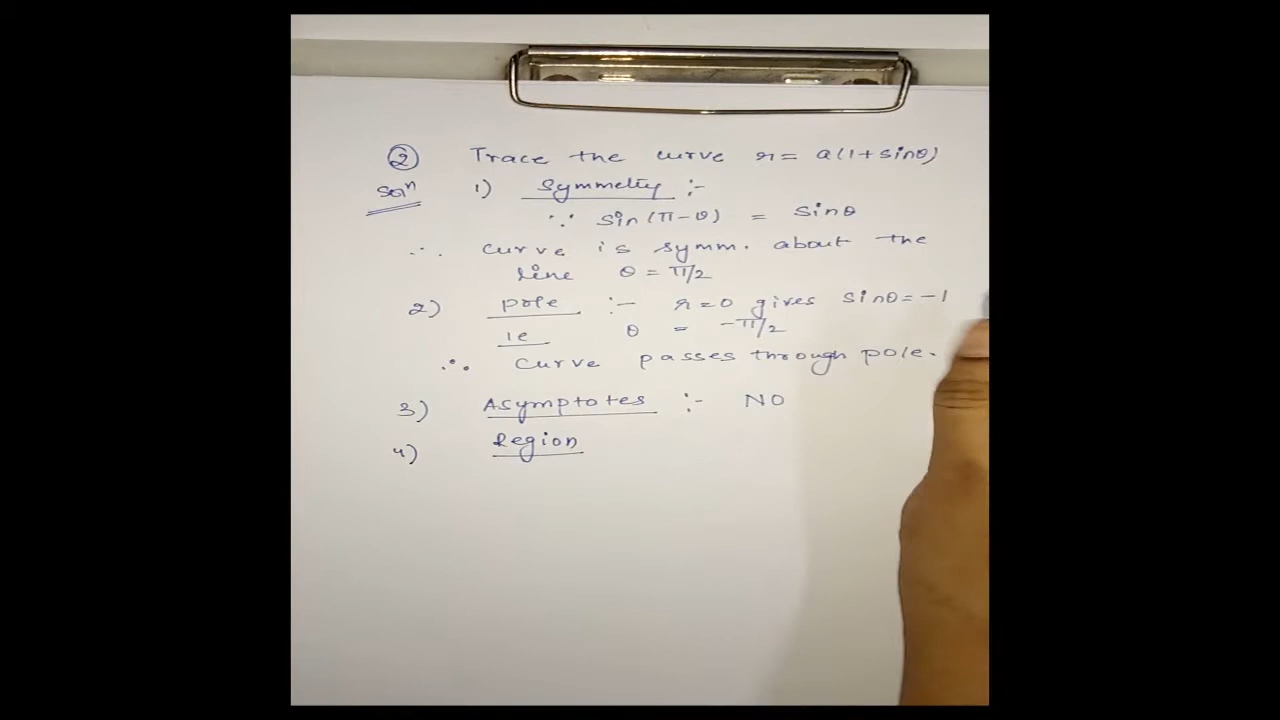 ② Trace the curve r = a(1+sinθ)
Solⁿ 1) Symmetry :-
∵ sin(π-θ) = sinθ
∴ curve is symm. about the
line θ = π/2
2) pole :- r=0 gives sinθ = -1
ie θ = -π/2
∴ curve passes through pole.
3) Asymptotes :- NO
4) Region